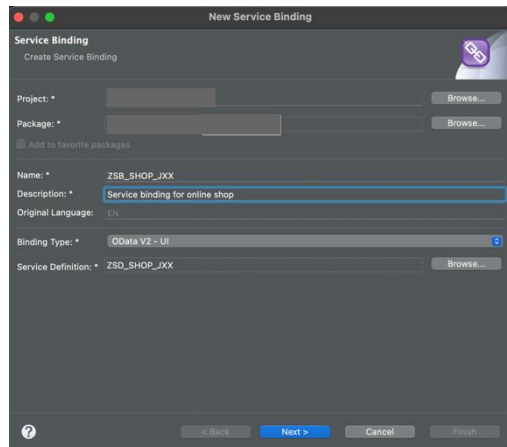 New Service Binding
Service Binding
Create Service Binding
Project: * Browse...
Package: * Browse...
Add to favorite packages
Name: * ZSB_SHOP_JXX
Description: * Service binding for online shop
Original Language: EN
Binding Type: * OData V2 - UI
Service Definition: * ZSD_SHOP_JXX Browse...
? < Back Next > Cancel Finish